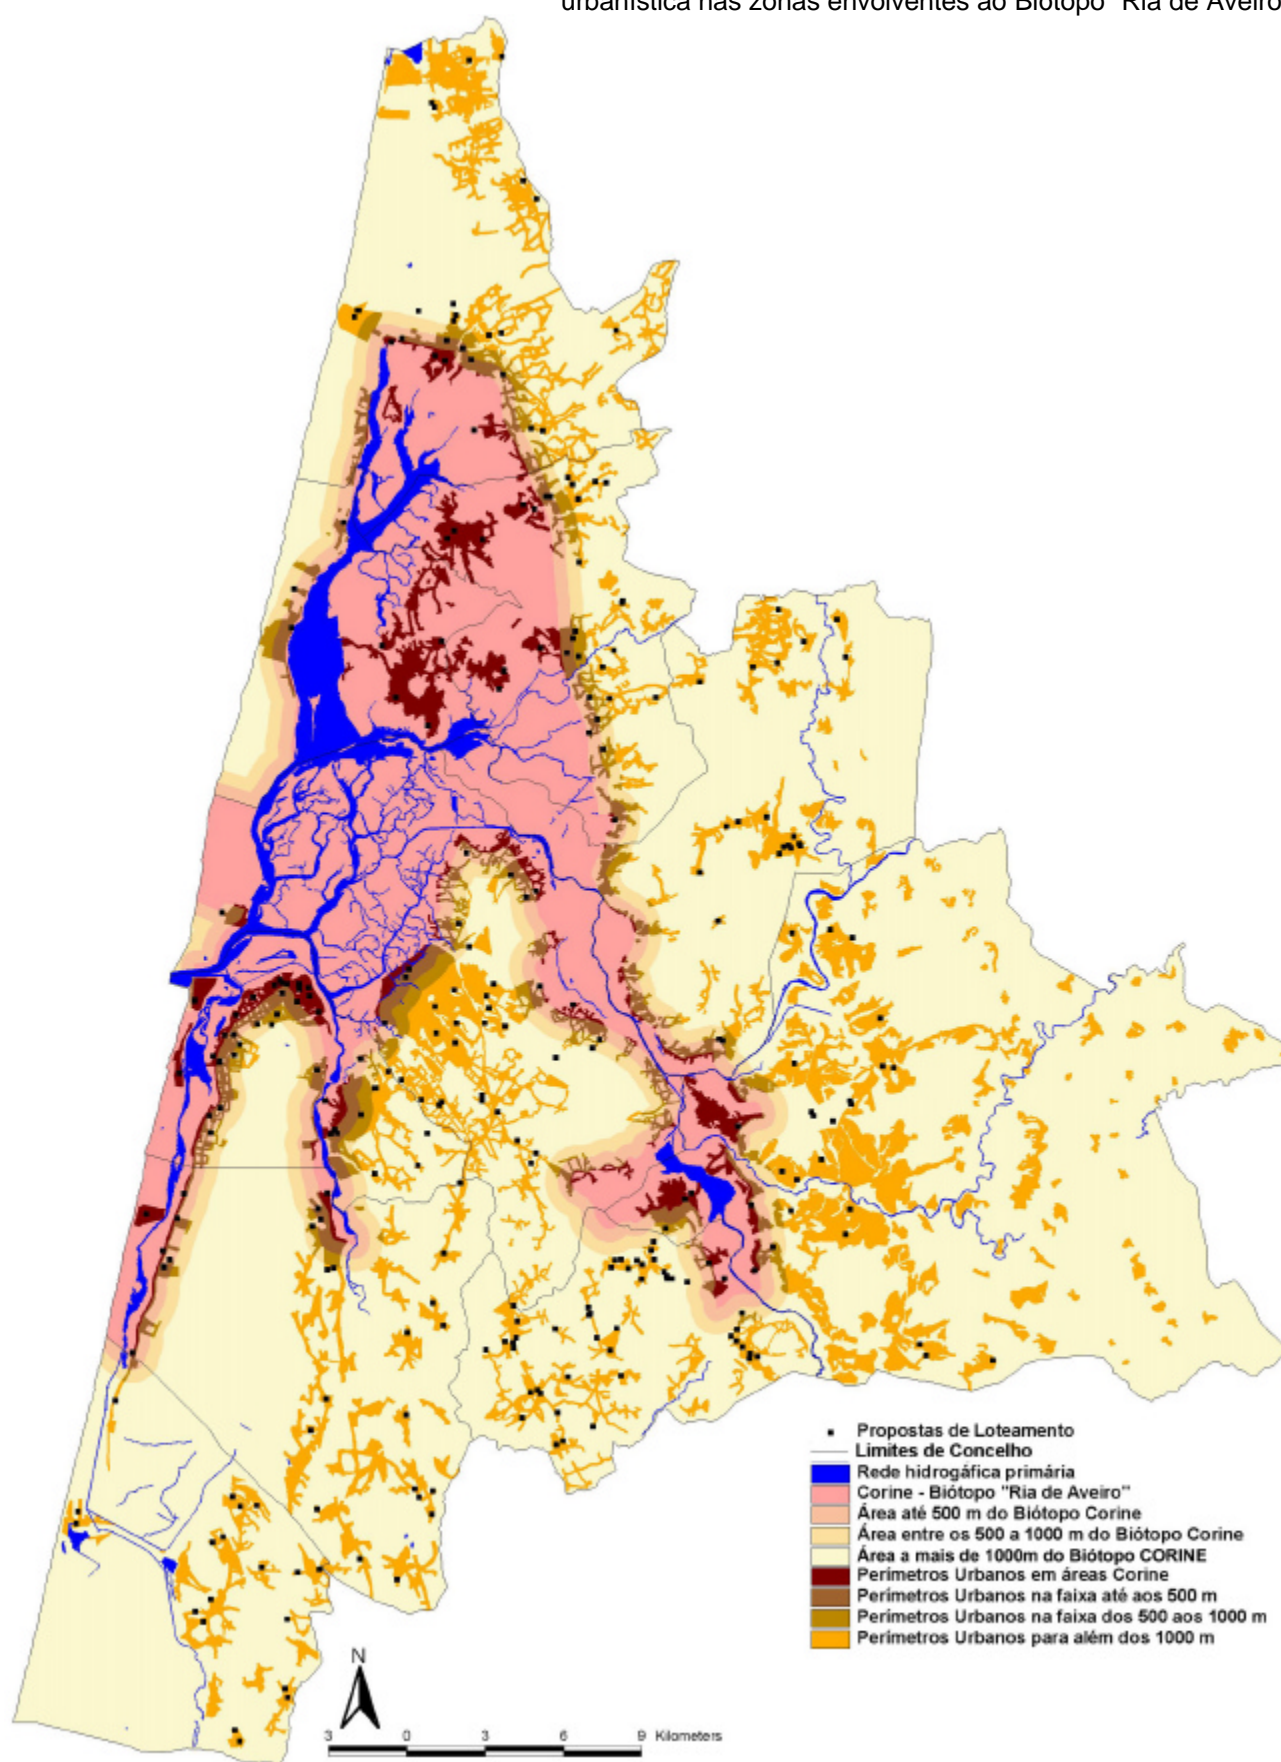 urbanística nas zonas envolventes ao Biótopo "Ria de Aveiro
Propostas de Loteamento
Limites de Concelho
Rede hidrogáfica primária
Corine - Biótopo "Ria de Aveiro"
Área até 500 m do Biótopo Corine
Área entre os 500 a 1000 m do Biótopo Corine
Área a mais de 1000m do Biótopo CORINE
Perímetros Urbanos em áreas Corine
Perímetros Urbanos na faixa até aos 500 m
Perímetros Urbanos na faixa dos 500 aos 1000 m
Perímetros Urbanos para além dos 1000 m
N
3 0 3 6 9 Kilometers